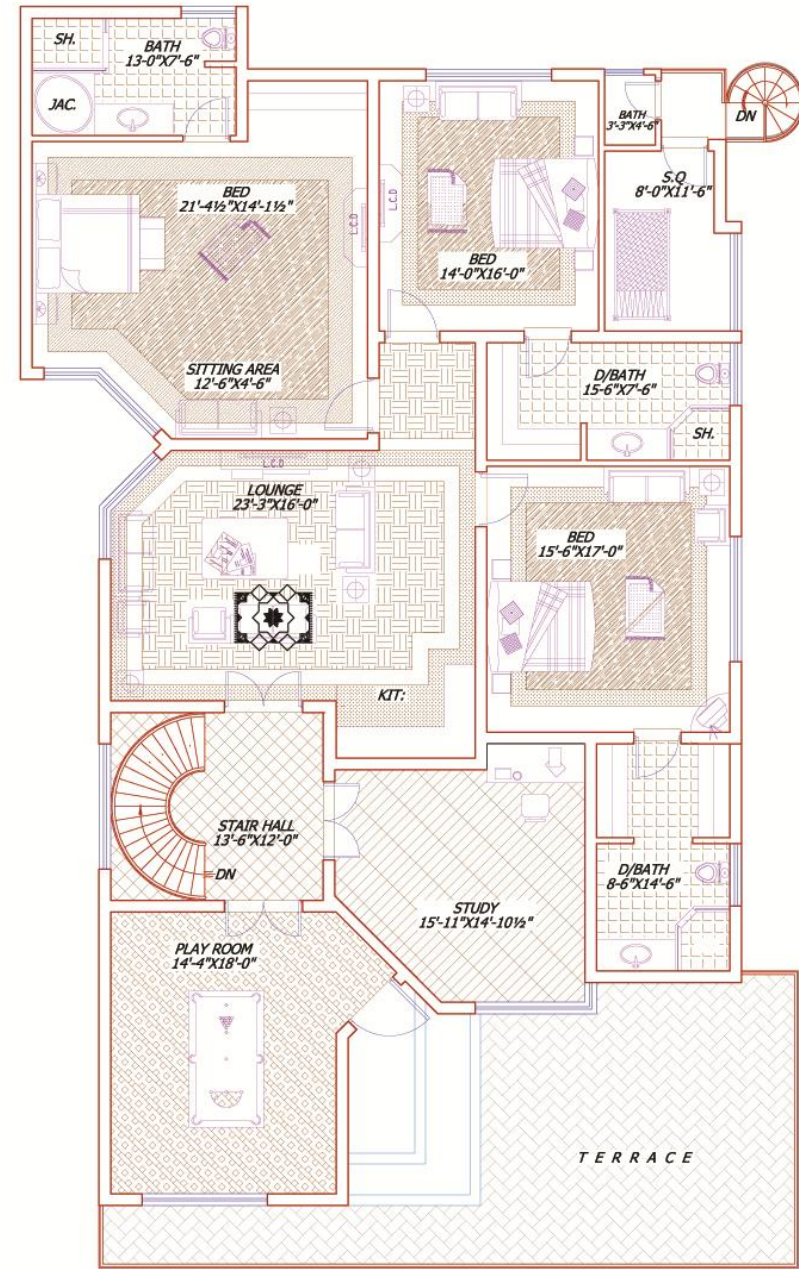 SH.
BATH
13-0"X7'-6"
JAC.
BATH
3'-3"X4'-6"
DN
S.Q
8'-0"X11'-6"
BED
21'-4½"X14'-1½"
L.C.D
L.C.D
BED
14'-0"X16'-0"
SITTING AREA
12'-6"X4'-6"
D/BATH
15-6"X7'-6"
SH.
L.C.D
LOUNGE
23'-3"X16'-0"
BED
15'-6"X17'-0"
KIT:
STAIR HALL
13'-6"X12'-0"
DN
D/BATH
8-6"X14'-6"
STUDY
15'-11"X14'-10½"
PLAY ROOM
14'-4"X18'-0"
TERRACE